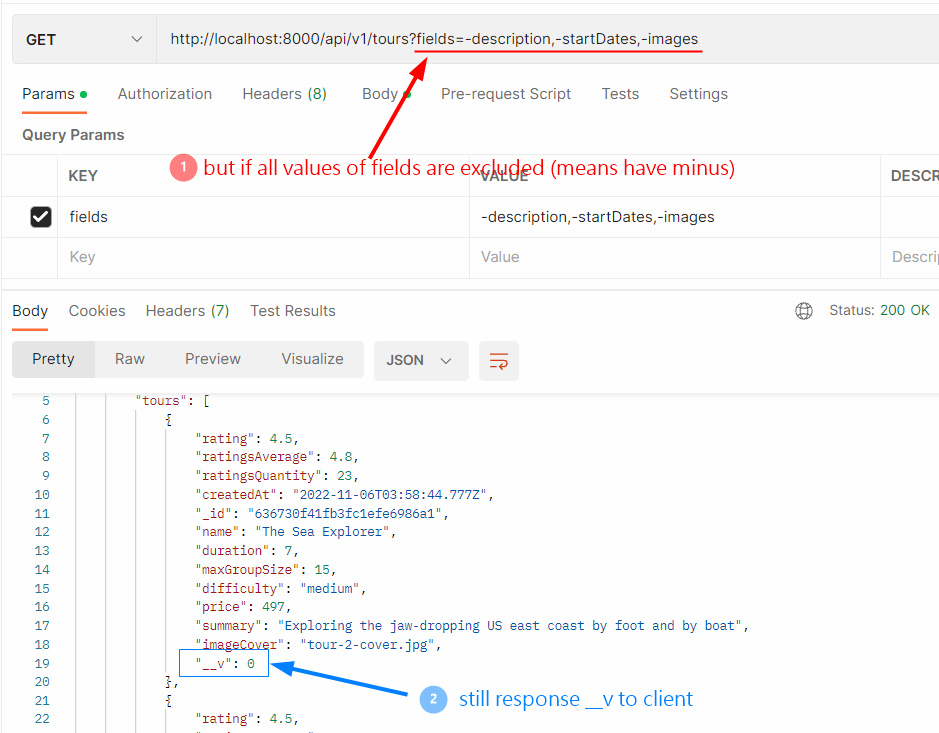 GET http://localhost:8000/api/v1/tours?fields=-description,-startDates,-images
Params Authorization Headers (8) Body Pre-request Script Tests Settings
Query Params
1 but if all values of fields are excluded (means have minus)
KEY VALUE DESCR
fields -description,-startDates,-images
Key Value Descrip
Body Cookies Headers (7) Test Results Status: 200 OK
Pretty Raw Preview Visualize JSON
5 "tours": [
6 {
7 "rating": 4.5,
8 "ratingsAverage": 4.8,
9 "ratingsQuantity": 23,
10 "createdAt": "2022-11-06T03:58:44.777Z",
11 "_id": "636730f41fb3fc1efe6986a1",
12 "name": "The Sea Explorer",
13 "duration": 7,
14 "maxGroupSize": 15,
15 "difficulty": "medium",
16 "price": 497,
17 "summary": "Exploring the jaw-dropping US east coast by foot and by boat",
18 "imageCover": "tour-2-cover.jpg",
19 "__v": 0
20 },
2 still response __v to client
21 {
22 "rating": 4.5,